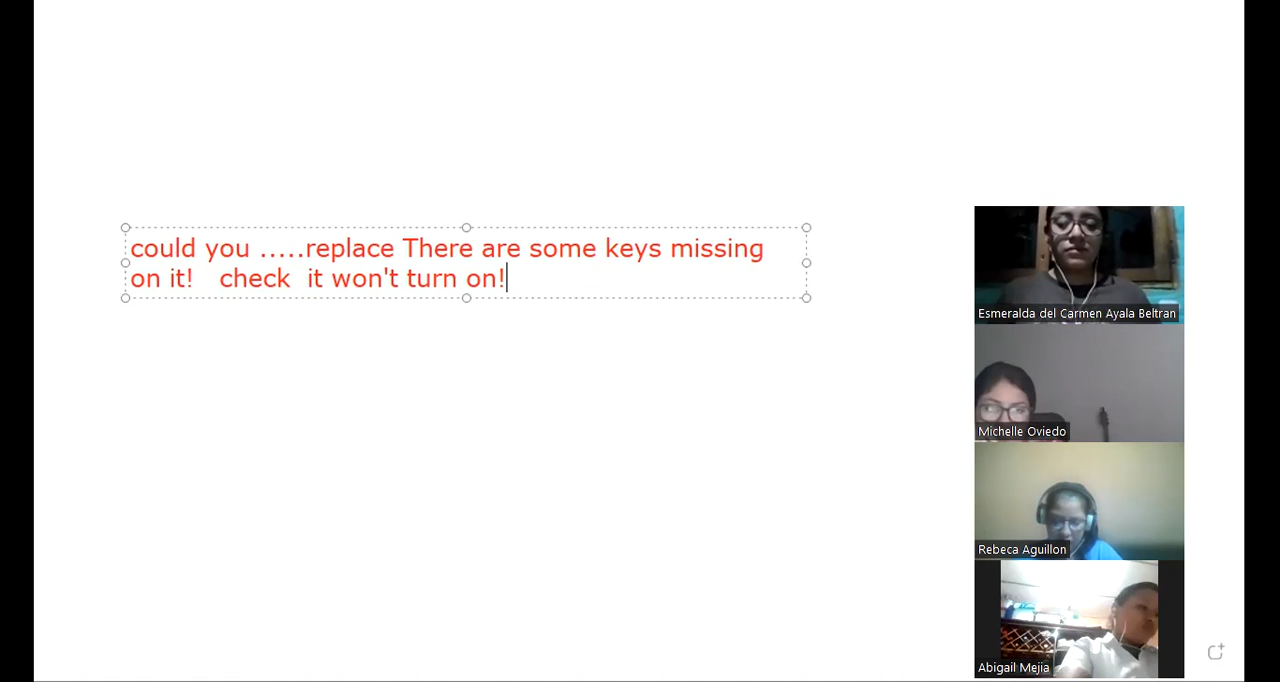 could you .....replace There are some keys missing
on it!   check  it won't turn on!
Esmeralda del Carmen Ayala Beltran
Michelle Oviedo
Rebeca Aguillon
Abigail Mejia